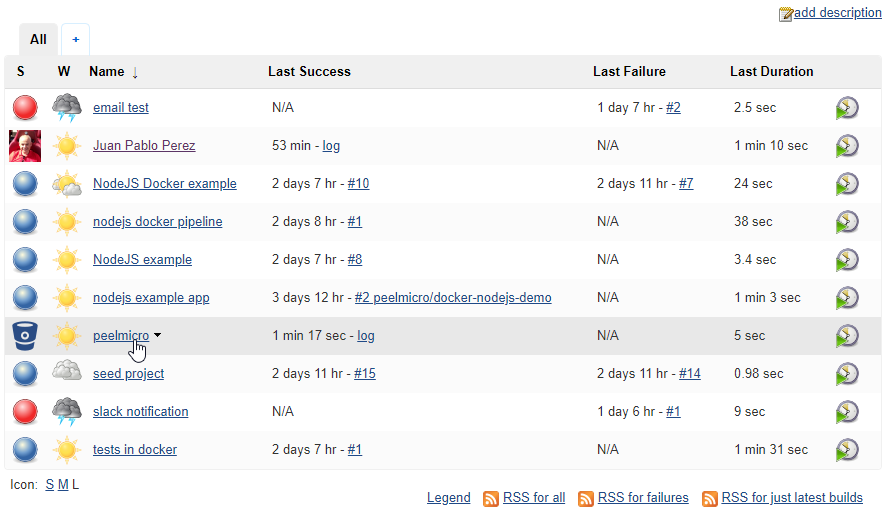 add description
All +
S W Name ↓ Last Success Last Failure Last Duration
email test N/A 1 day 7 hr - #2 2.5 sec
Juan Pablo Perez 53 min - log N/A 1 min 10 sec
NodeJS Docker example 2 days 7 hr - #10 2 days 11 hr - #7 24 sec
nodejs docker pipeline 2 days 8 hr - #1 N/A 38 sec
NodeJS example 2 days 7 hr - #8 N/A 3.4 sec
nodejs example app 3 days 12 hr - #2 peelmicro/docker-nodejs-demo N/A 1 min 3 sec
peelmicro 1 min 17 sec - log N/A 5 sec
seed project 2 days 11 hr - #15 2 days 11 hr - #14 0.98 sec
slack notification N/A 1 day 6 hr - #1 9 sec
tests in docker 2 days 7 hr - #1 N/A 1 min 31 sec
Icon: S M L
Legend RSS for all RSS for failures RSS for just latest builds